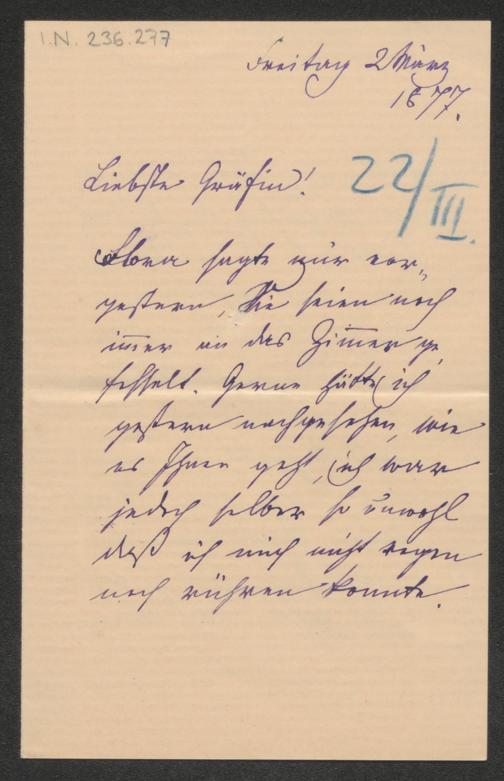 I.N. 236.277
Freitag 2 März
1877.
Liebste Gräfin!
22/III.
Flora sagte mir vor„
gestern, Sie seien noch
immer an das Zimmer ge„
fesselt. Gerne hätte ich
gestern nachgesehen, wie
es Ihnen geht, ich war
jedoch selber so unwohl
daß ich mich nicht regen
noch rühren konnte.